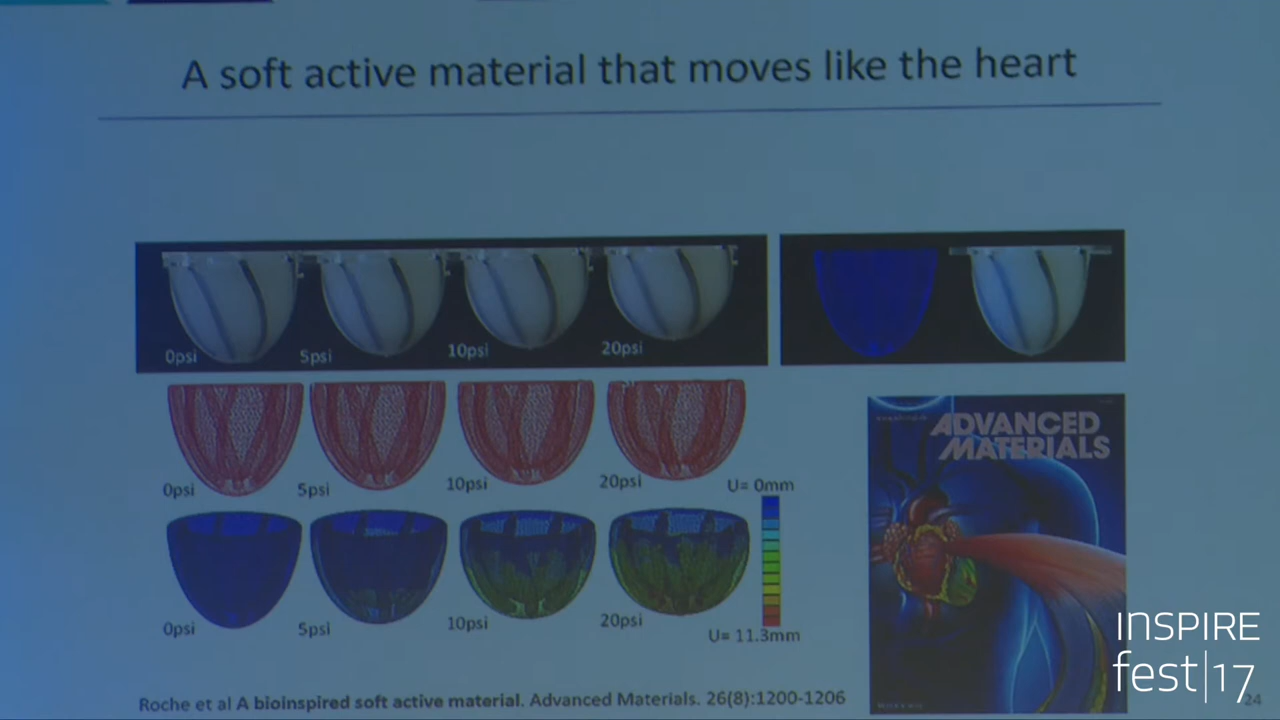 A soft active material that moves like the heart
0psi
5psi
10psi
20psi
0psi
5psi
10psi
20psi
U= 0mm
0psi
5psi
10psi
20psi
U= 11.3mm
ADVANCED
MATERIALS
Roche et al A bioinspired soft active material. Advanced Materials. 26(8):1200-1206
INSPIRE
fest|17
24